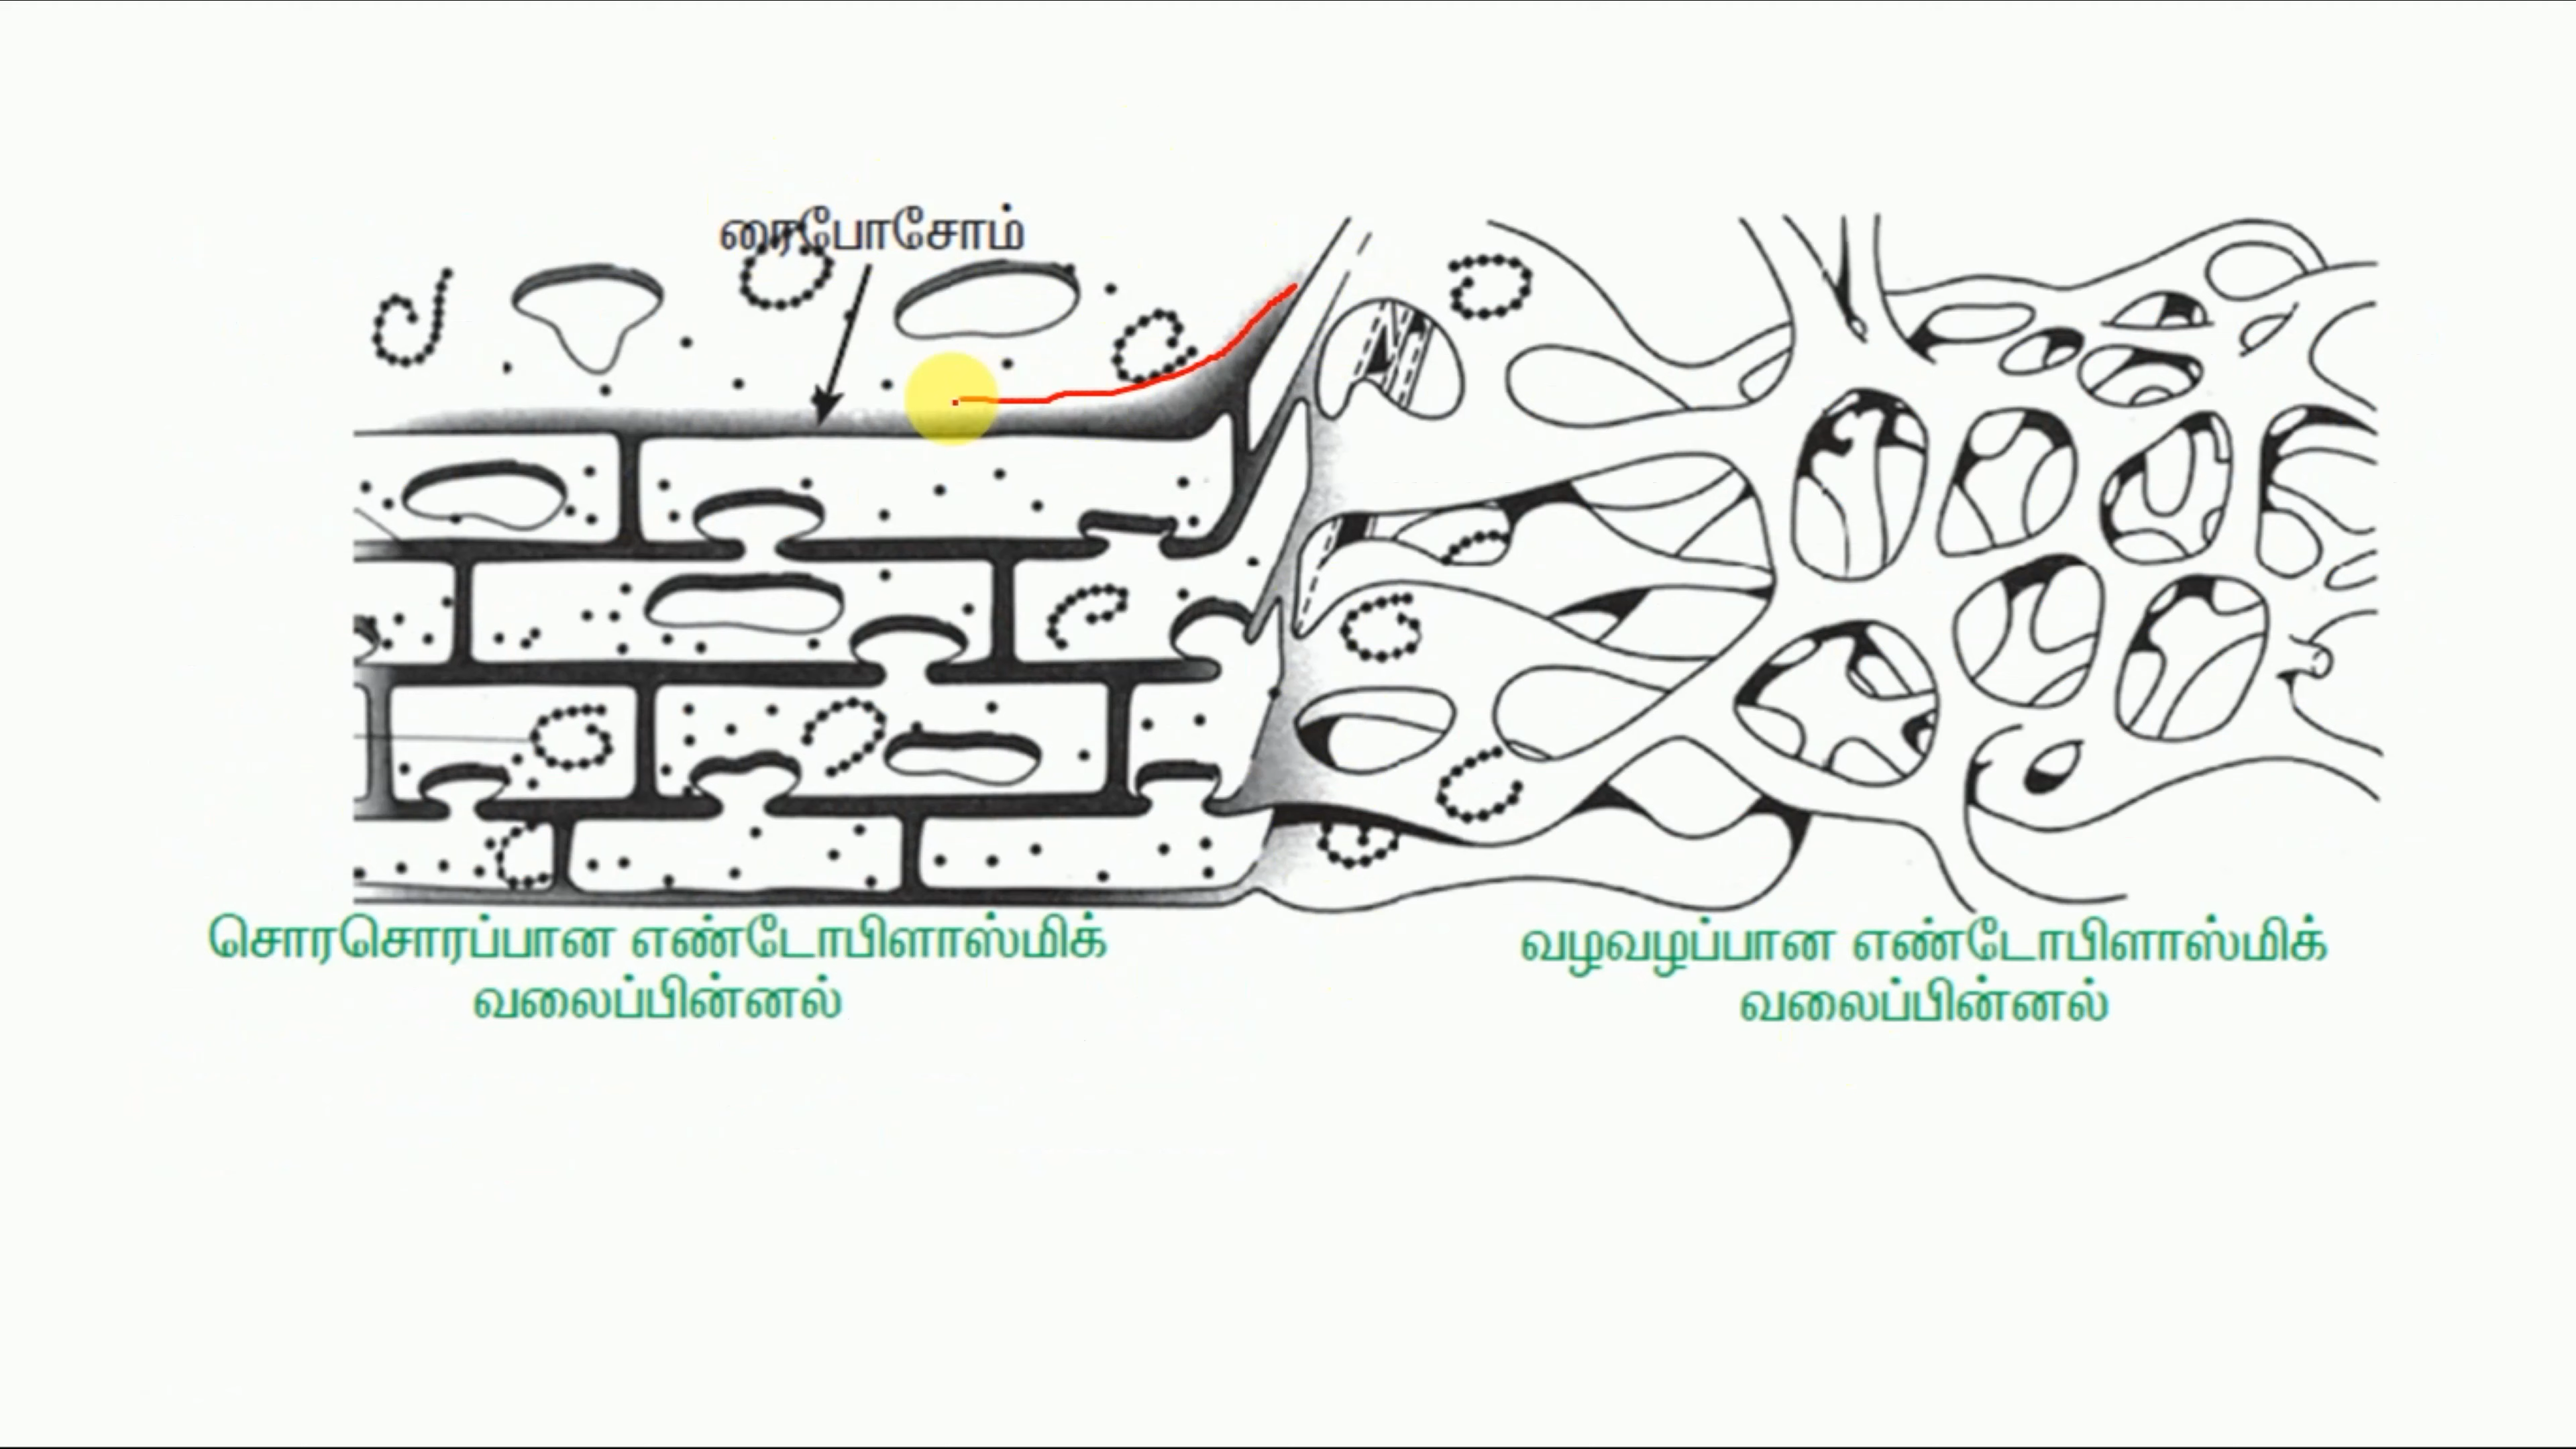 ரைபோசோம்
சொரசொரப்பான எண்டோபிளாஸ்மிக்
வலைப்பின்னல்
வழவழப்பான எண்டோபிளாஸ்மிக்
வலைப்பின்னல்